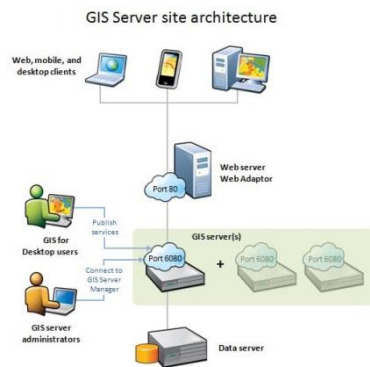 GIS Server site architecture
Web, mobile, and
desktop clients
Web server
Web Adaptor
Port 80
GIS server(s)
Publish
services
Port 6080
+
Port 6080
Port 6080
GIS for
Desktop users
Connect to
GIS Server
Manager
GIS server
administrators
Data server